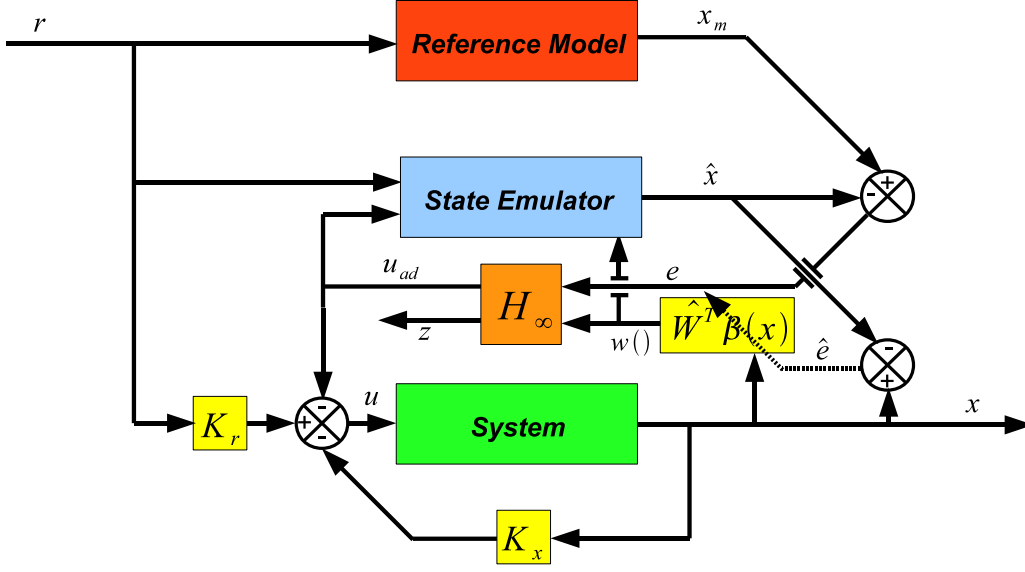 r
x_m
Reference Model
+
-
x̂
State Emulator
u_ad
e
H_∞
z
w()
Ŵ^T β(x)
ê
-
+
x
u
System
K_r
+
-
-
K_x